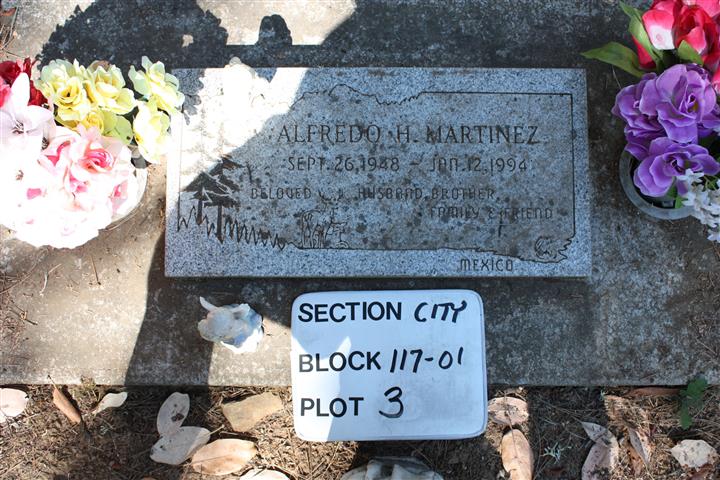 ALFREDO H. MARTINEZ
SEPT. 26, 1948 – JAN. 12, 1994
BELOVED HUSBAND, BROTHER
FAMILY & FRIEND
MEXICO
SECTION CITY
BLOCK 117-01
PLOT 3